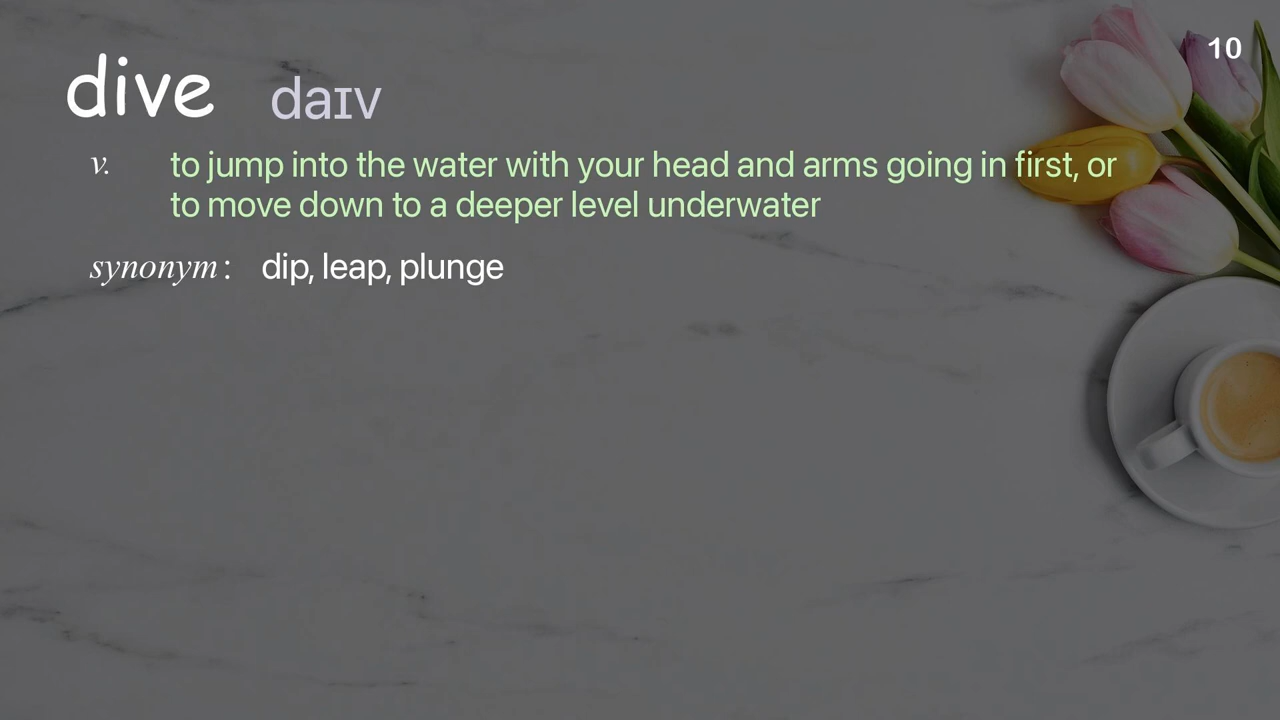 10
dive daɪv
v. to jump into the water with your head and arms going in first, or
to move down to a deeper level underwater
synonym: dip, leap, plunge